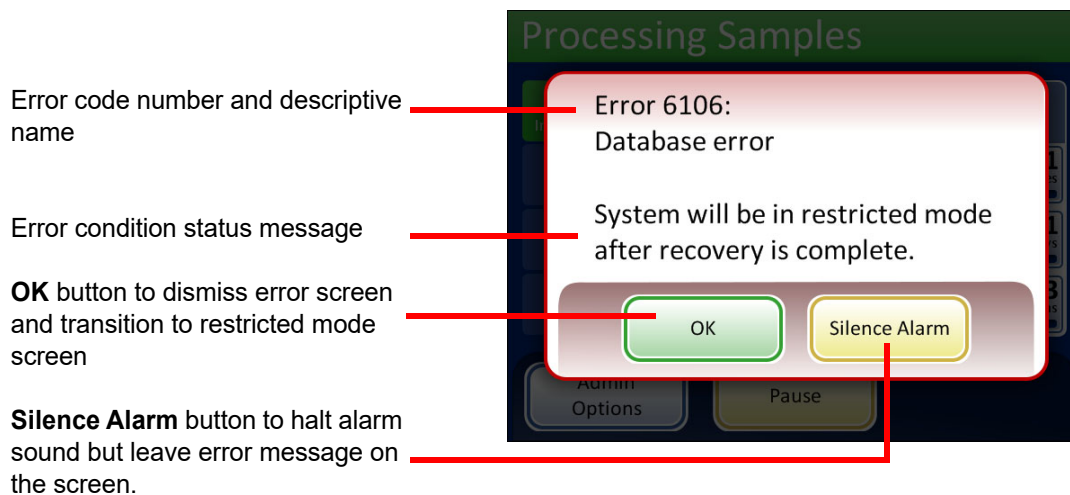 Processing Samples
Error code number and descriptive
name
Error 6106:
Database error
Error condition status message
System will be in restricted mode
after recovery is complete.
OK button to dismiss error screen
and transition to restricted mode
screen
OK
Silence Alarm
Silence Alarm button to halt alarm
sound but leave error message on
the screen.
Admin
Options
Pause